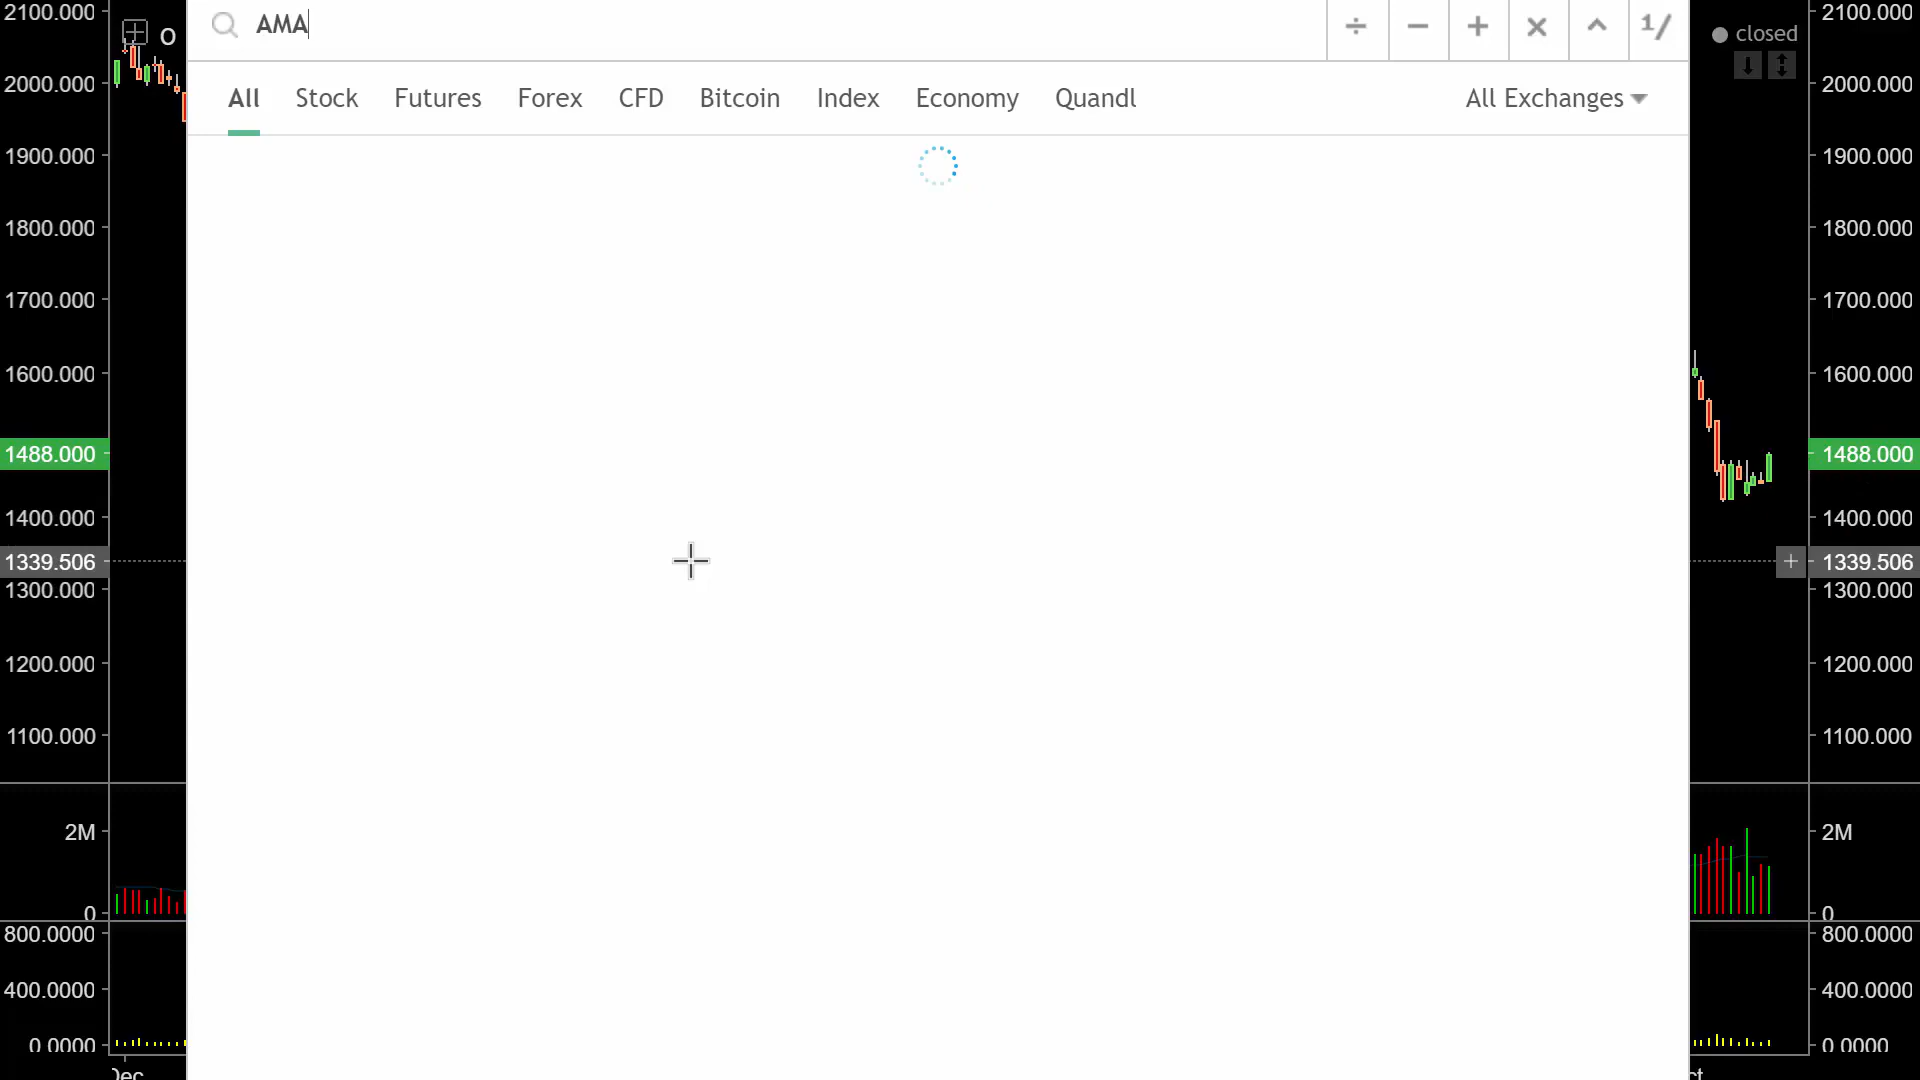 AMA
÷ − + × ^ 1/
All Stock Futures Forex CFD Bitcoin Index Economy Quandl All Exchanges
O
closed
2100.000 2100.000
2000.000 2000.000
1900.000 1900.000
1800.000 1800.000
1700.000 1700.000
1600.000 1600.000
1488.000 1488.000
1400.000 1400.000
1339.506 + 1339.506
1300.000 1300.000
1200.000 1200.000
1100.000 1100.000
2M 2M
0 0
800.0000 800.0000
400.0000 400.0000
0.0000 0.0000
Dec